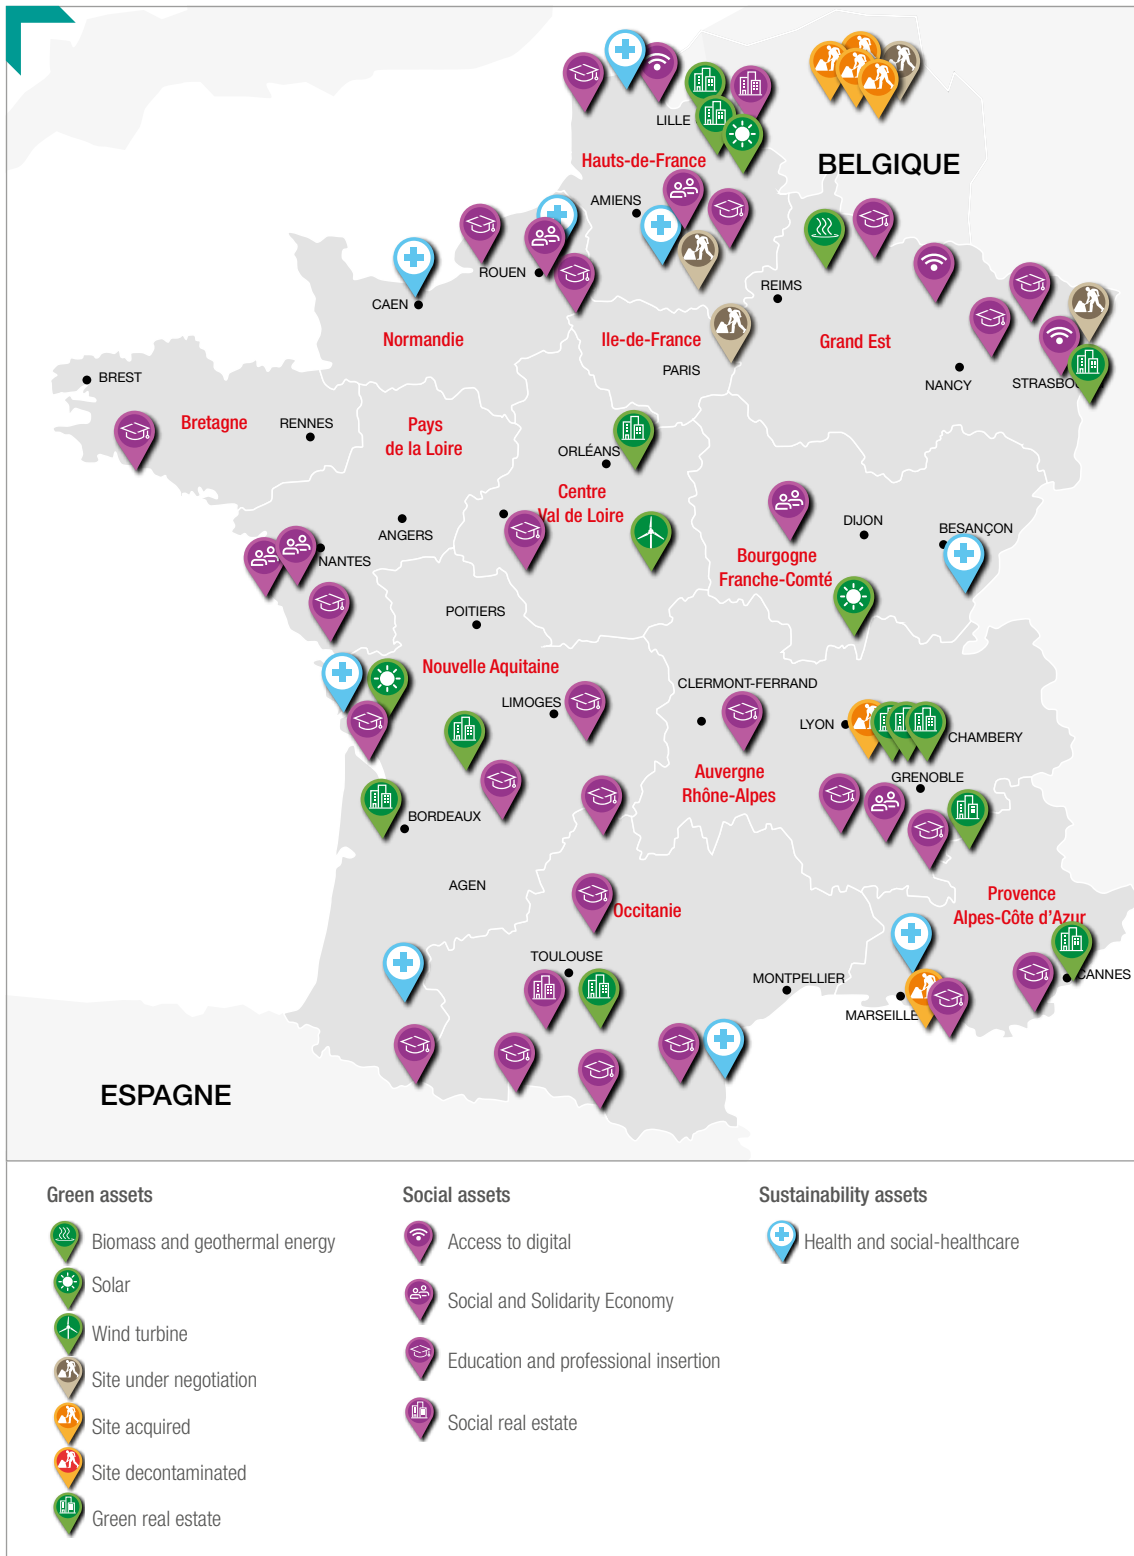 LILLE
BELGIQUE
Hauts-de-France
AMIENS
ROUEN
REIMS
CAEN
Normandie
Ile-de-France
Grand Est
PARIS
BREST
NANCY
STRASBO
Bretagne
RENNES
Pays
de la Loire
ORLÉANS
Centre
Val de Loire
ANGERS
DIJON
BESANÇON
NANTES
Bourgogne
Franche-Comté
POITIERS
Nouvelle Aquitaine
CLERMONT-FERRAND
LIMOGES
LYON
CHAMBERY
Auvergne
Rhône-Alpes
GRENOBLE
BORDEAUX
AGEN
Provence
Alpes-Côte d'Azur
Occitanie
TOULOUSE
MONTPELLIER
CANNES
MARSEILLE
ESPAGNE
Green assets
Biomass and geothermal energy
Solar
Wind turbine
Site under negotiation
Site acquired
Site decontaminated
Green real estate
Social assets
Access to digital
Social and Solidarity Economy
Education and professional insertion
Social real estate
Sustainability assets
Health and social-healthcare